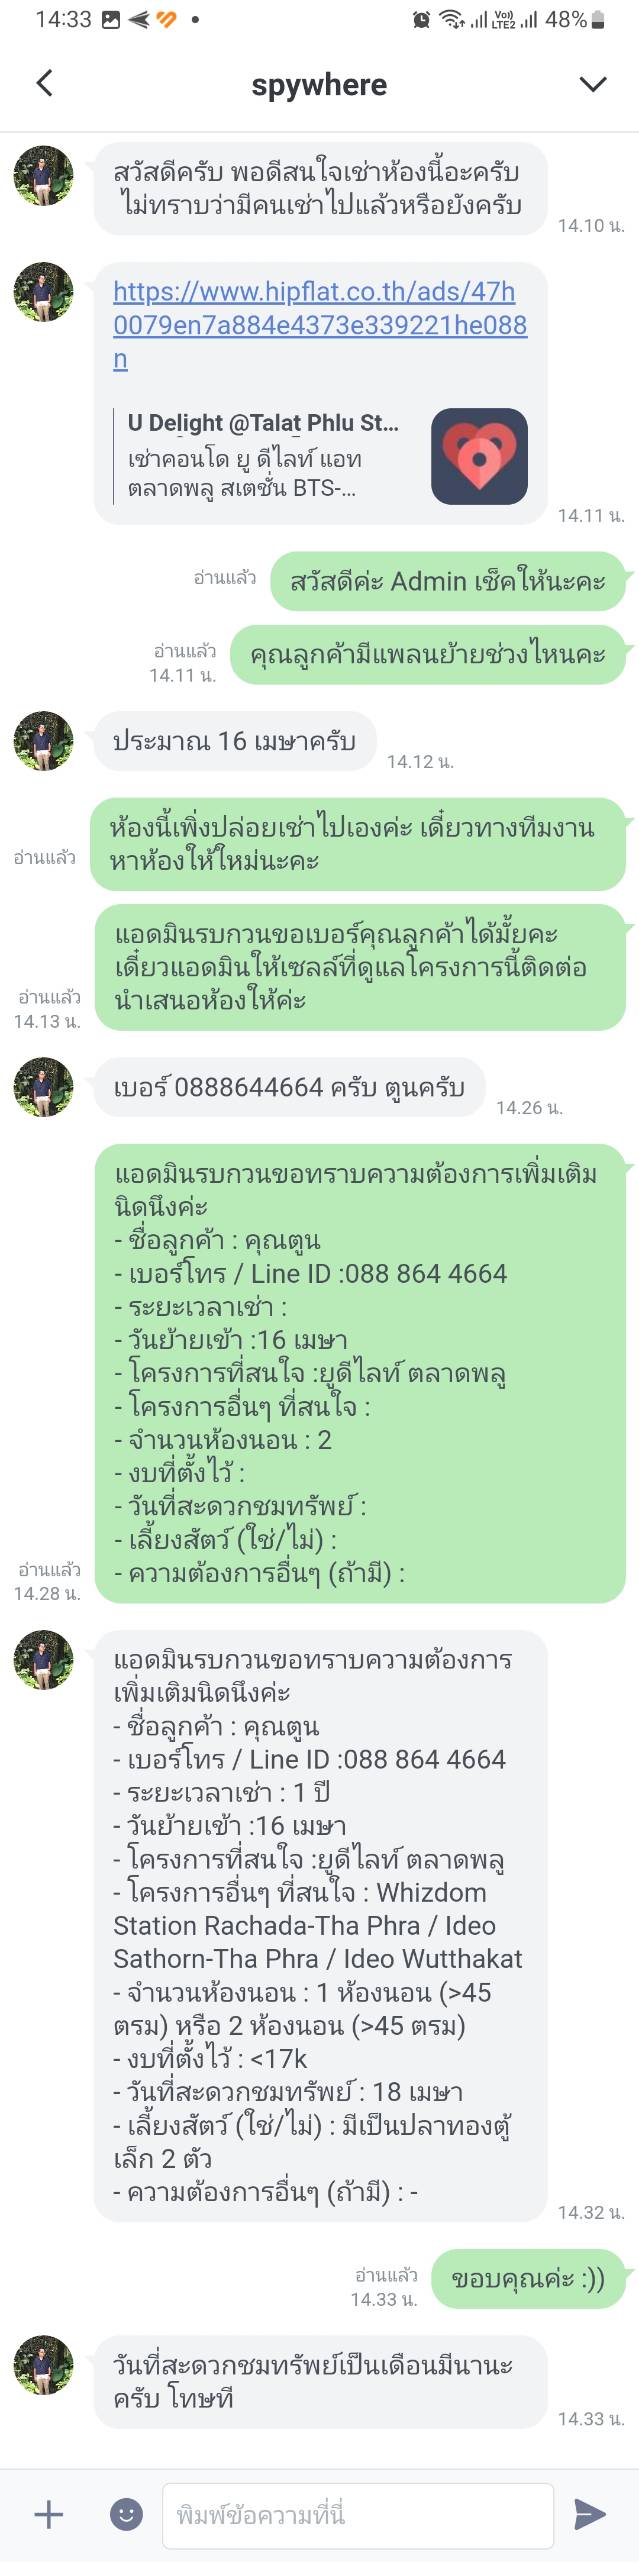 14:33
Vo))
LTE2
48%
spywhere
สวัสดีครับ พอดีสนใจเช่าห้องนี้อะครับ
ไม่ทราบว่ามีคนเช่าไปแล้วหรือยังครับ
14.10 น.
https://www.hipflat.co.th/ads/47h
0079en7a884e4373e339221he088
n
U Delight @Talat Phlu St...
เช่าคอนโด ยู ดีไลท์ แอท
ตลาดพลู สเตชั่น BTS-...
14.11 น.
อ่านแล้ว
สวัสดีค่ะ Admin เช็คให้นะคะ
อ่านแล้ว
14.11 น.
คุณลูกค้ามีแพลนย้ายช่วงไหนคะ
ประมาณ 16 เมษาครับ
14.12 น.
ห้องนี้เพิ่งปล่อยเช่าไปเองค่ะ เดี๋ยวทางทีมงาน
หาห้องให้ใหม่นะคะ
อ่านแล้ว
แอดมินรบกวนขอเบอร์คุณลูกค้าได้มั้ยคะ
เดี๋ยวแอดมินให้เซลล์ที่ดูแลโครงการนี้ติดต่อ
นำเสนอห้องให้ค่ะ
อ่านแล้ว
14.13 น.
เบอร์ 0888644664 ครับ ตูนครับ
14.26 น.
แอดมินรบกวนขอทราบความต้องการเพิ่มเติม
นิดนึงค่ะ
- ชื่อลูกค้า : คุณตูน
- เบอร์โทร / Line ID :088 864 4664
- ระยะเวลาเช่า :
- วันย้ายเข้า :16 เมษา
- โครงการที่สนใจ :ยูดีไลท์ ตลาดพลู
- โครงการอื่นๆ ที่สนใจ :
- จำนวนห้องนอน : 2
- งบที่ตั้งไว้ :
- วันที่สะดวกชมทรัพย์ :
- เลี้ยงสัตว์ (ใช่/ไม่) :
- ความต้องการอื่นๆ (ถ้ามี) :
อ่านแล้ว
14.28 น.
แอดมินรบกวนขอทราบความต้องการ
เพิ่มเติมนิดนึงค่ะ
- ชื่อลูกค้า : คุณตูน
- เบอร์โทร / Line ID :088 864 4664
- ระยะเวลาเช่า : 1 ปี
- วันย้ายเข้า :16 เมษา
- โครงการที่สนใจ :ยูดีไลท์ ตลาดพลู
- โครงการอื่นๆ ที่สนใจ : Whizdom
Station Rachada-Tha Phra / Ideo
Sathorn-Tha Phra / Ideo Wutthakat
- จำนวนห้องนอน : 1 ห้องนอน (>45
ตรม) หรือ 2 ห้องนอน (>45 ตรม)
- งบที่ตั้งไว้ : <17k
- วันที่สะดวกชมทรัพย์ : 18 เมษา
- เลี้ยงสัตว์ (ใช่/ไม่) : มีเป็นปลาทองตู้
เล็ก 2 ตัว
- ความต้องการอื่นๆ (ถ้ามี) : -
14.32 น.
อ่านแล้ว
14.33 น.
ขอบคุณค่ะ :))
วันที่สะดวกชมทรัพย์เป็นเดือนมีนานะ
ครับ โทษที
14.33 น.
พิมพ์ข้อความที่นี่